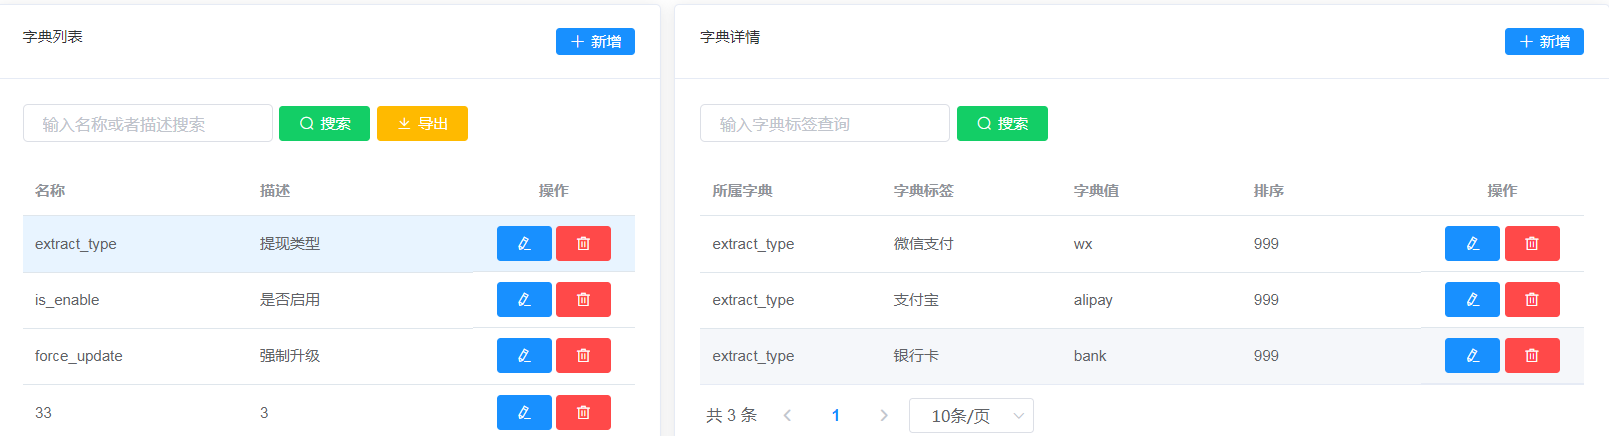 字典列表
新增
输入名称或者描述搜索
搜索
导出
名称 描述 操作
extract_type 提现类型
is_enable 是否启用
force_update 强制升级
33 3
字典详情
新增
输入字典标签查询
搜索
所属字典 字典标签 字典值 排序 操作
extract_type 微信支付 wx 999
extract_type 支付宝 alipay 999
extract_type 银行卡 bank 999
共 3 条 1 10条/页